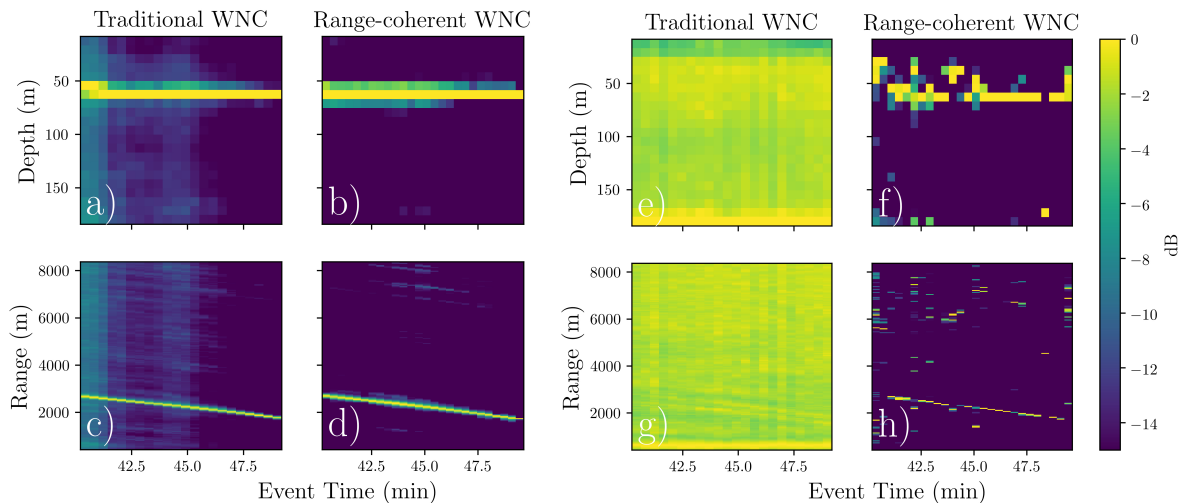 Traditional WNC Range-coherent WNC Traditional WNC Range-coherent WNC
Depth (m) 50 100 150 a) b)
Depth (m) 50 100 150 e) f)
Range (m) 8000 6000 4000 2000 c) d)
Range (m) 8000 6000 4000 2000 g) h)
42.5 45.0 47.5 42.5 45.0 47.5 42.5 45.0 47.5 42.5 45.0 47.5
Event Time (min) Event Time (min)
0
−2
−4
−6
−8
−10
−12
−14
dB